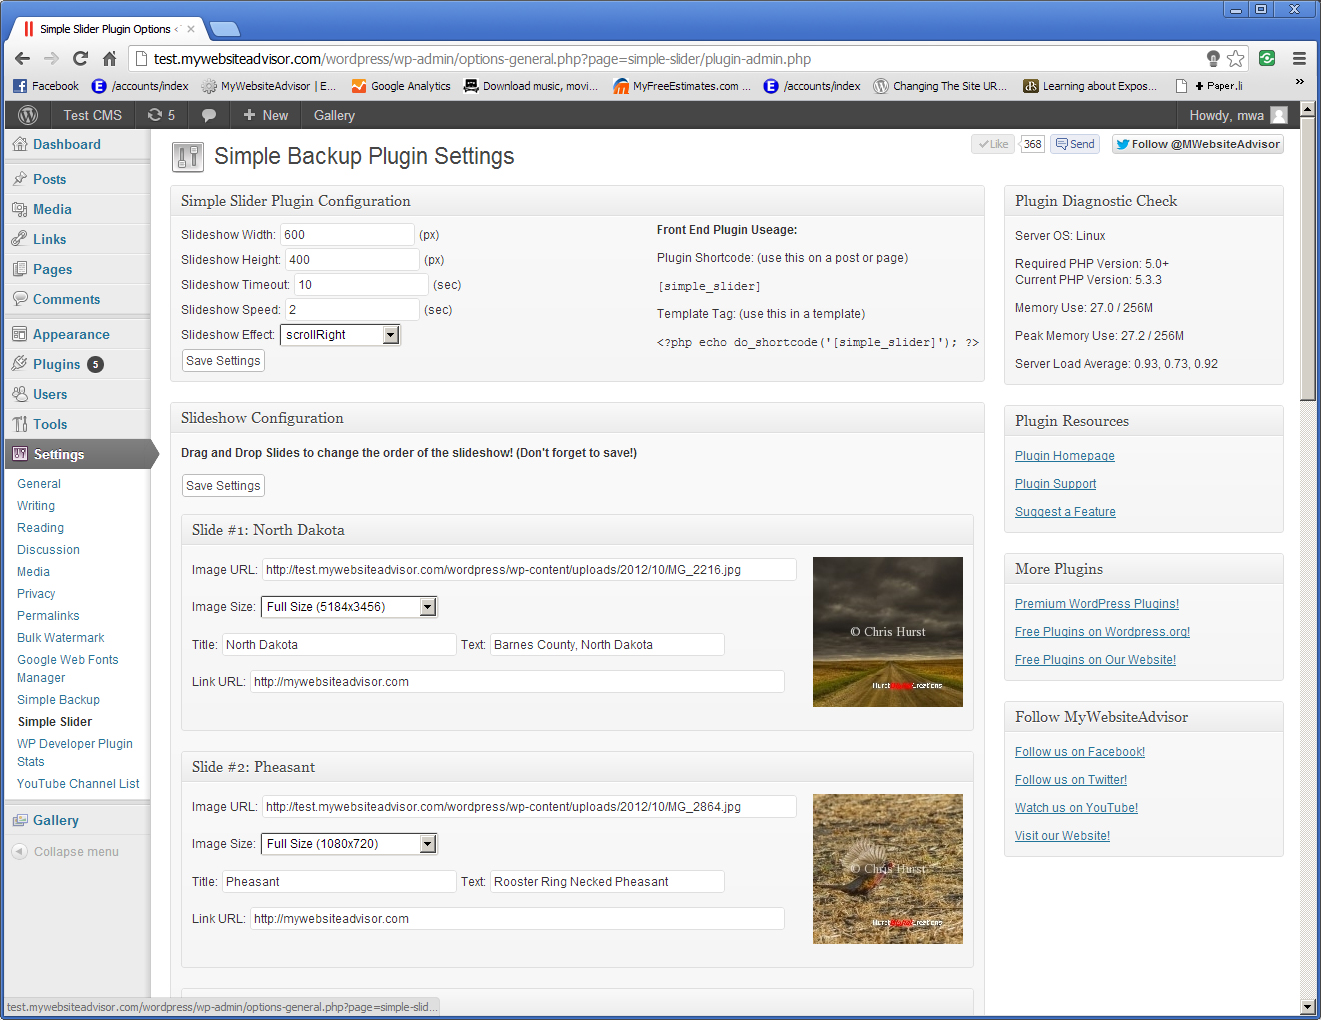 Simple Slider Plugin Options <
test.mywebsiteadvisor.com/wordpress/wp-admin/options-general.php?page=simple-slider/plugin-admin.php
Facebook
/accounts/index
MyWebsiteAdvisor | E...
Google Analytics
Download music, movi...
MyFreeEstimates.com ...
/accounts/index
Changing The Site UR...
Learning about Expos...
+ Paper.li
»
Test CMS
5
+ New
Gallery
Howdy, mwa
Dashboard
Posts
Media
Links
Pages
Comments
Appearance
Plugins 5
Users
Tools
Settings
General
Writing
Reading
Discussion
Media
Privacy
Permalinks
Bulk Watermark
Google Web Fonts
Manager
Simple Backup
Simple Slider
WP Developer Plugin
Stats
YouTube Channel List
Gallery
Collapse menu
Simple Backup Plugin Settings
Like
368
Send
Follow @MWebsiteAdvisor
Simple Slider Plugin Configuration
Slideshow Width: 600 (px)
Slideshow Height: 400 (px)
Slideshow Timeout: 10 (sec)
Slideshow Speed: 2 (sec)
Slideshow Effect: scrollRight
Save Settings
Front End Plugin Useage:
Plugin Shortcode: (use this on a post or page)
[simple_slider]
Template Tag: (use this in a template)
<?php echo do_shortcode('[simple_slider]'); ?>
Slideshow Configuration
Drag and Drop Slides to change the order of the slideshow! (Don't forget to save!)
Save Settings
Slide #1: North Dakota
Image URL: http://test.mywebsiteadvisor.com/wordpress/wp-content/uploads/2012/10/MG_2216.jpg
Image Size: Full Size (5184x3456)
Title: North Dakota Text: Barnes County, North Dakota
Link URL: http://mywebsiteadvisor.com
© Chris Hurst
Slide #2: Pheasant
Image URL: http://test.mywebsiteadvisor.com/wordpress/wp-content/uploads/2012/10/MG_2864.jpg
Image Size: Full Size (1080x720)
Title: Pheasant Text: Rooster Ring Necked Pheasant
Link URL: http://mywebsiteadvisor.com
© Chris Hurst
Plugin Diagnostic Check
Server OS: Linux
Required PHP Version: 5.0+
Current PHP Version: 5.3.3
Memory Use: 27.0 / 256M
Peak Memory Use: 27.2 / 256M
Server Load Average: 0.93, 0.73, 0.92
Plugin Resources
Plugin Homepage
Plugin Support
Suggest a Feature
More Plugins
Premium WordPress Plugins!
Free Plugins on Wordpress.org!
Free Plugins on Our Website!
Follow MyWebsiteAdvisor
Follow us on Facebook!
Follow us on Twitter!
Watch us on YouTube!
Visit our Website!
test.mywebsiteadvisor.com/wordpress/wp-admin/options-general.php?page=simple-slid...